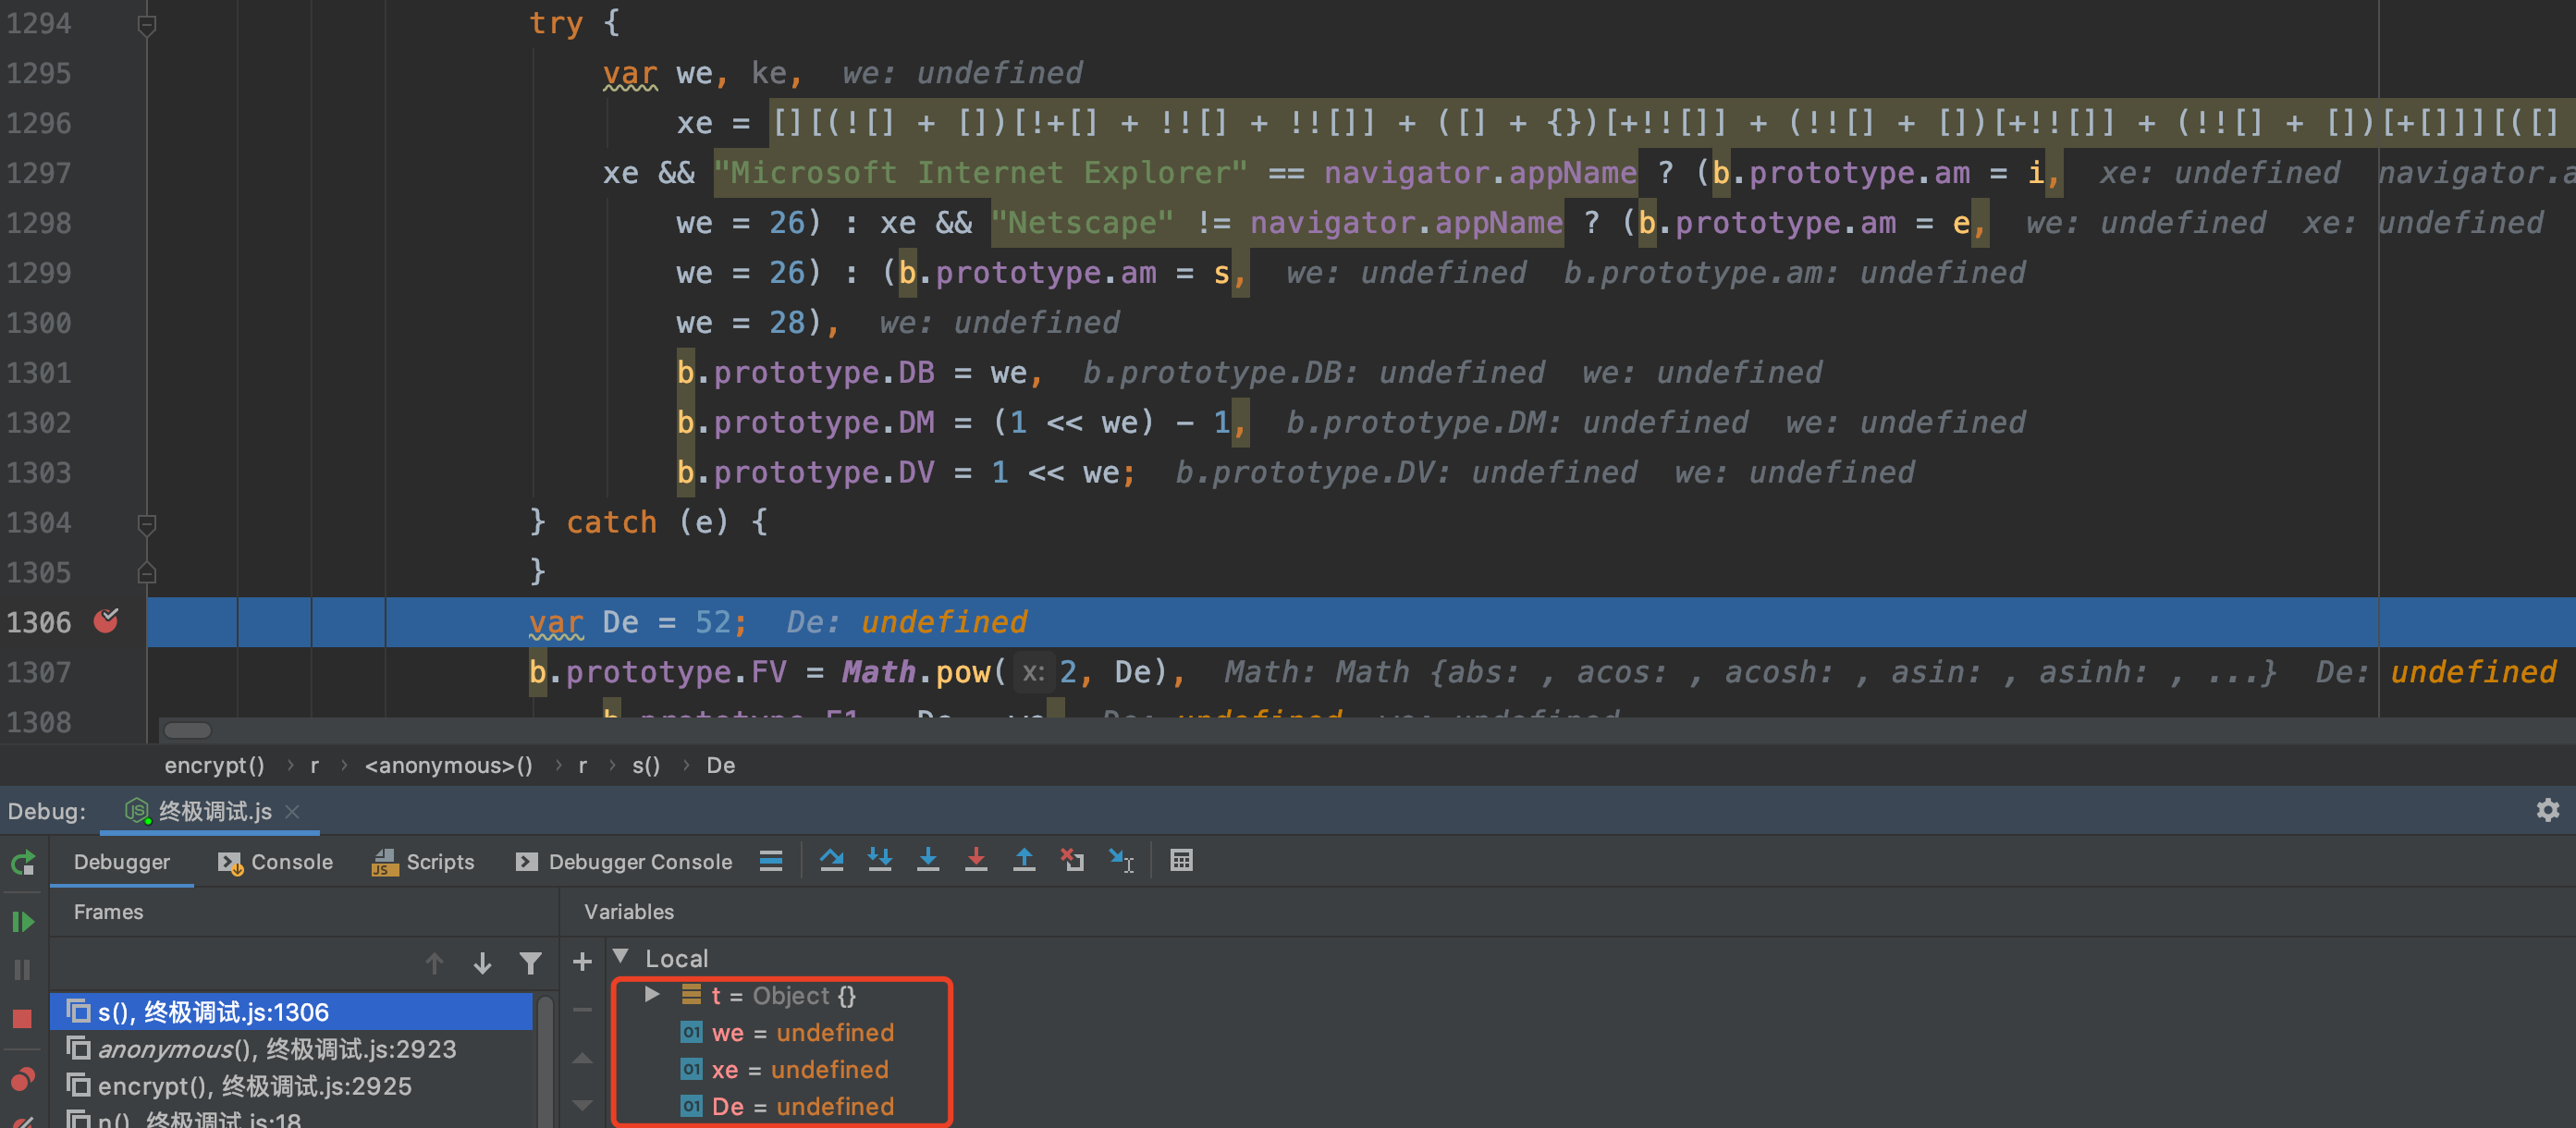 1294 try {
1295 var we, ke, we: undefined
1296 xe = [][(![] + [])[!+[] + !![] + !![]] + ([] + {})[+!![]] + (!![] + [])[+!![]] + (!![] + [])[+[]]][([]
1297 xe && "Microsoft Internet Explorer" == navigator.appName ? (b.prototype.am = i, xe: undefined navigator.a
1298 we = 26) : xe && "Netscape" != navigator.appName ? (b.prototype.am = e, we: undefined xe: undefined
1299 we = 26) : (b.prototype.am = s, we: undefined b.prototype.am: undefined
1300 we = 28), we: undefined
1301 b.prototype.DB = we, b.prototype.DB: undefined we: undefined
1302 b.prototype.DM = (1 << we) - 1, b.prototype.DM: undefined we: undefined
1303 b.prototype.DV = 1 << we; b.prototype.DV: undefined we: undefined
1304 } catch (e) {
1305 }
1306 var De = 52; De: undefined
1307 b.prototype.FV = Math.pow( x: 2, De), Math: Math {abs: , acos: , acosh: , asin: , asinh: , ...} De: undefined
1308
encrypt() › r › <anonymous>() › r › s() › De
Debug: 终极调试.js
Debugger Console Scripts Debugger Console
Frames Variables
Local
t = Object {}
we = undefined
xe = undefined
De = undefined
s(), 终极调试.js:1306
anonymous(), 终极调试.js:2923
encrypt(), 终极调试.js:2925
n(), 终极调试.js:18